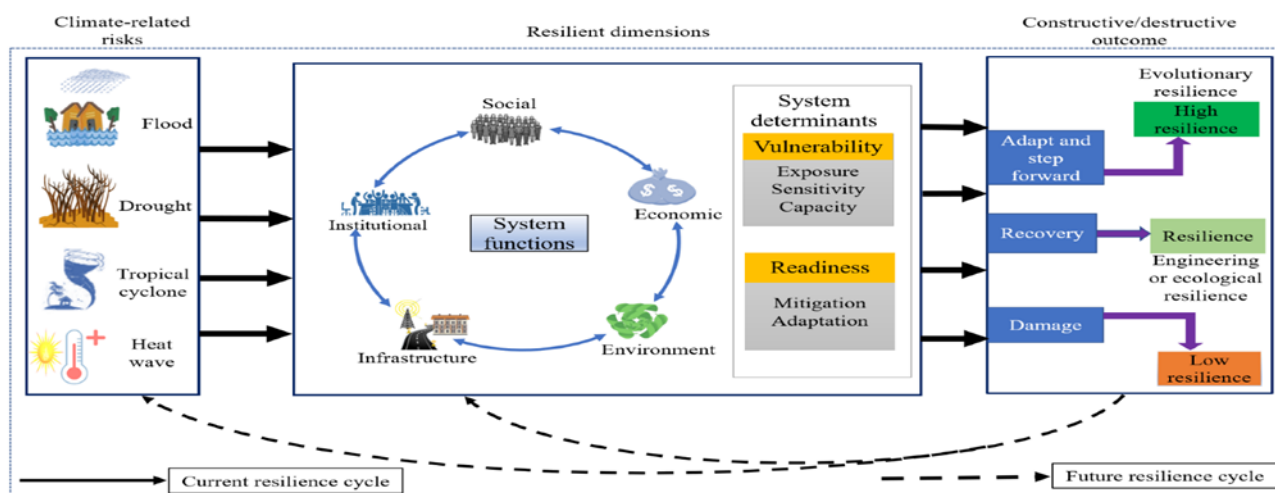 Climate-related
risks
Resilient dimensions
Constructive/destructive
outcome
Flood
Drought
Tropical
cyclone
Heat
wave
Social
Economic
Environment
Infrastructure
Institutional
System
functions
System
determinants
Vulnerability
Exposure
Sensitivity
Capacity
Readiness
Mitigation
Adaptation
Evolutionary
resilience
High
resilience
Adapt and
step
forward
Recovery
Resilience
Engineering
or ecological
resilience
Damage
Low
resilience
Current resilience cycle
Future resilience cycle